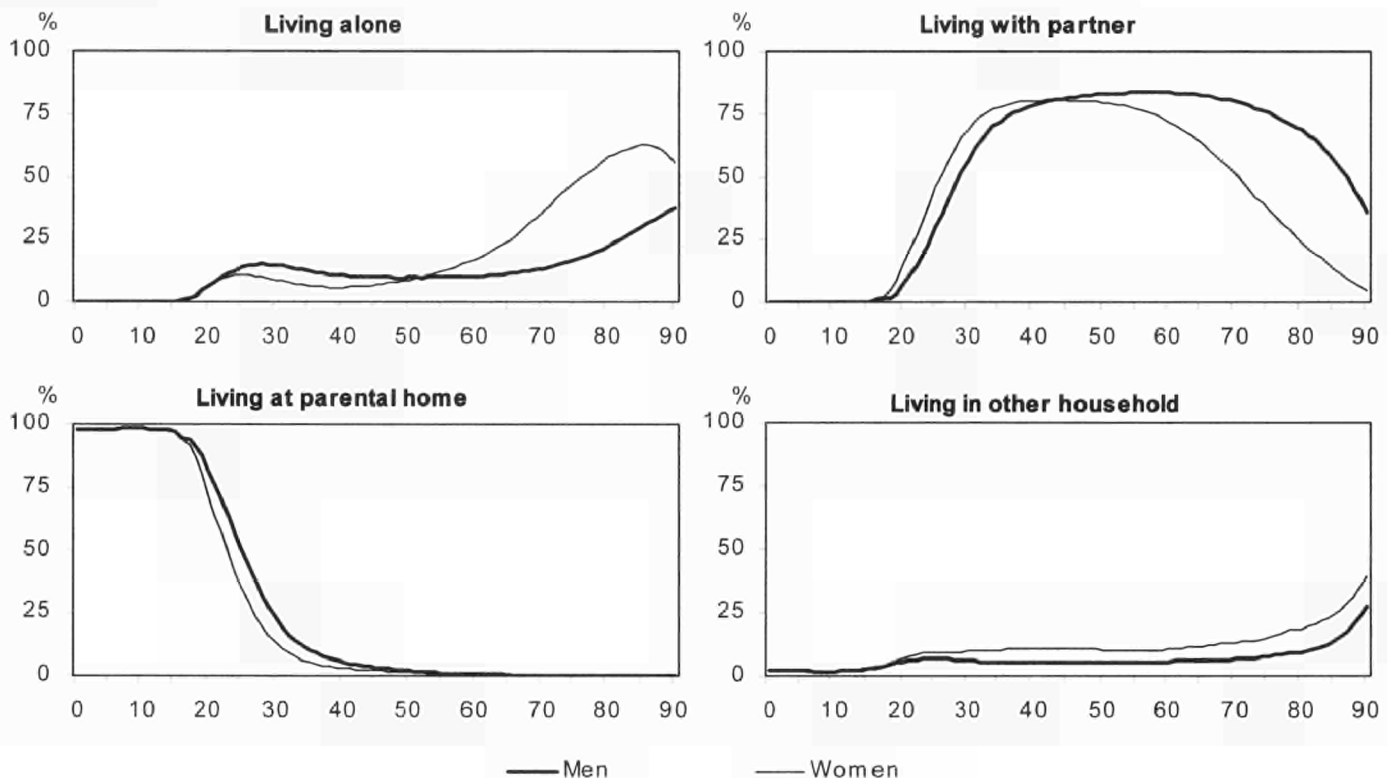 % Living alone
100
75
50
25
0
0 10 20 30 40 50 60 70 80 90
% Living with partner
100
75
50
25
0
0 10 20 30 40 50 60 70 80 90
% Living at parental home
100
75
50
25
0
0 10 20 30 40 50 60 70 80 90
% Living in other household
100
75
50
25
0
0 10 20 30 40 50 60 70 80 90
Men Women